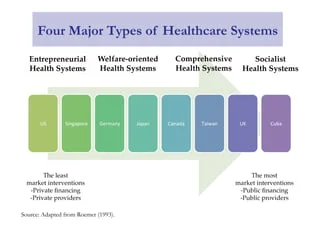 Four Major Types of Healthcare Systems
Entrepreneurial
Health Systems
Welfare-oriented
Health Systems
Comprehensive
Health Systems
Socialist
Health Systems
US
Singapore
Germany
Japan
Canada
Taiwan
UK
Cuba
The least
market interventions
-Private financing
-Private providers
The most
market interventions
-Public financing
-Public providers
Source: Adapted from Roemer (1993).